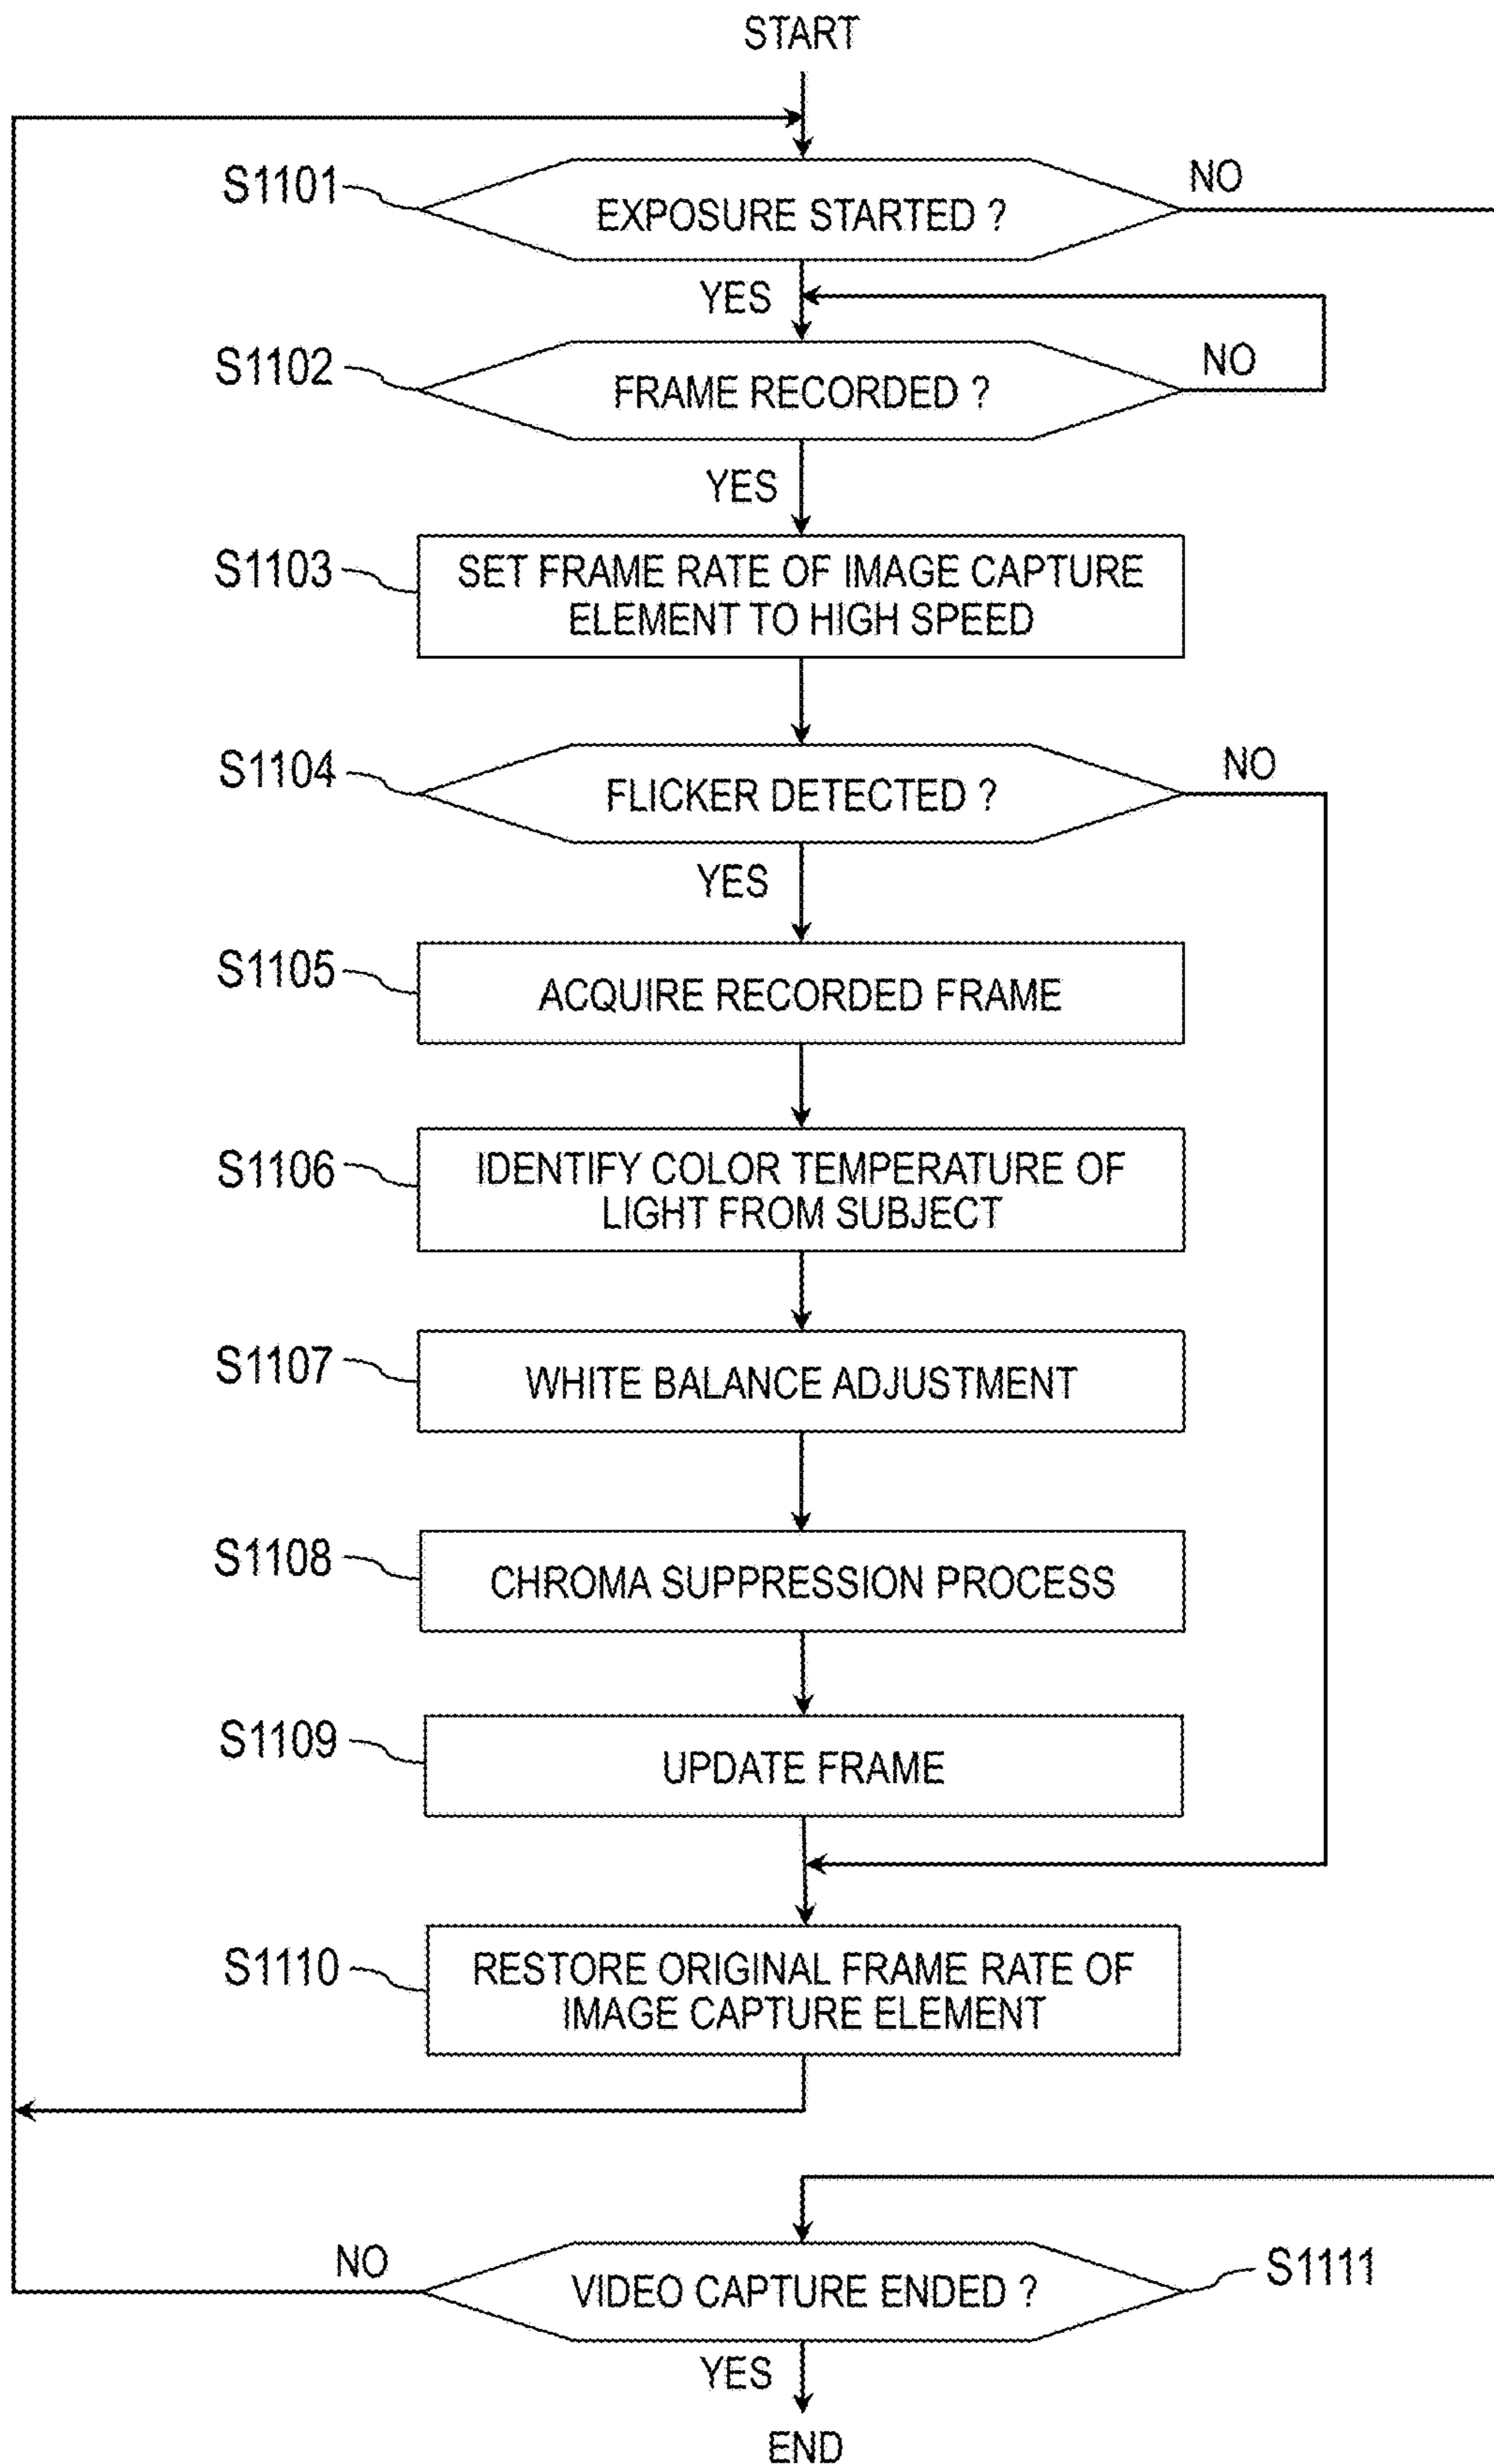 START
S1101
EXPOSURE STARTED ?
NO
YES
S1102
FRAME RECORDED ?
NO
YES
S1103
SET FRAME RATE OF IMAGE CAPTURE
ELEMENT TO HIGH SPEED
S1104
FLICKER DETECTED ?
NO
YES
S1105
ACQUIRE RECORDED FRAME
S1106
IDENTIFY COLOR TEMPERATURE OF
LIGHT FROM SUBJECT
S1107
WHITE BALANCE ADJUSTMENT
S1108
CHROMA SUPPRESSION PROCESS
S1109
UPDATE FRAME
S1110
RESTORE ORIGINAL FRAME RATE OF
IMAGE CAPTURE ELEMENT
NO
VIDEO CAPTURE ENDED ?
S1111
YES
END